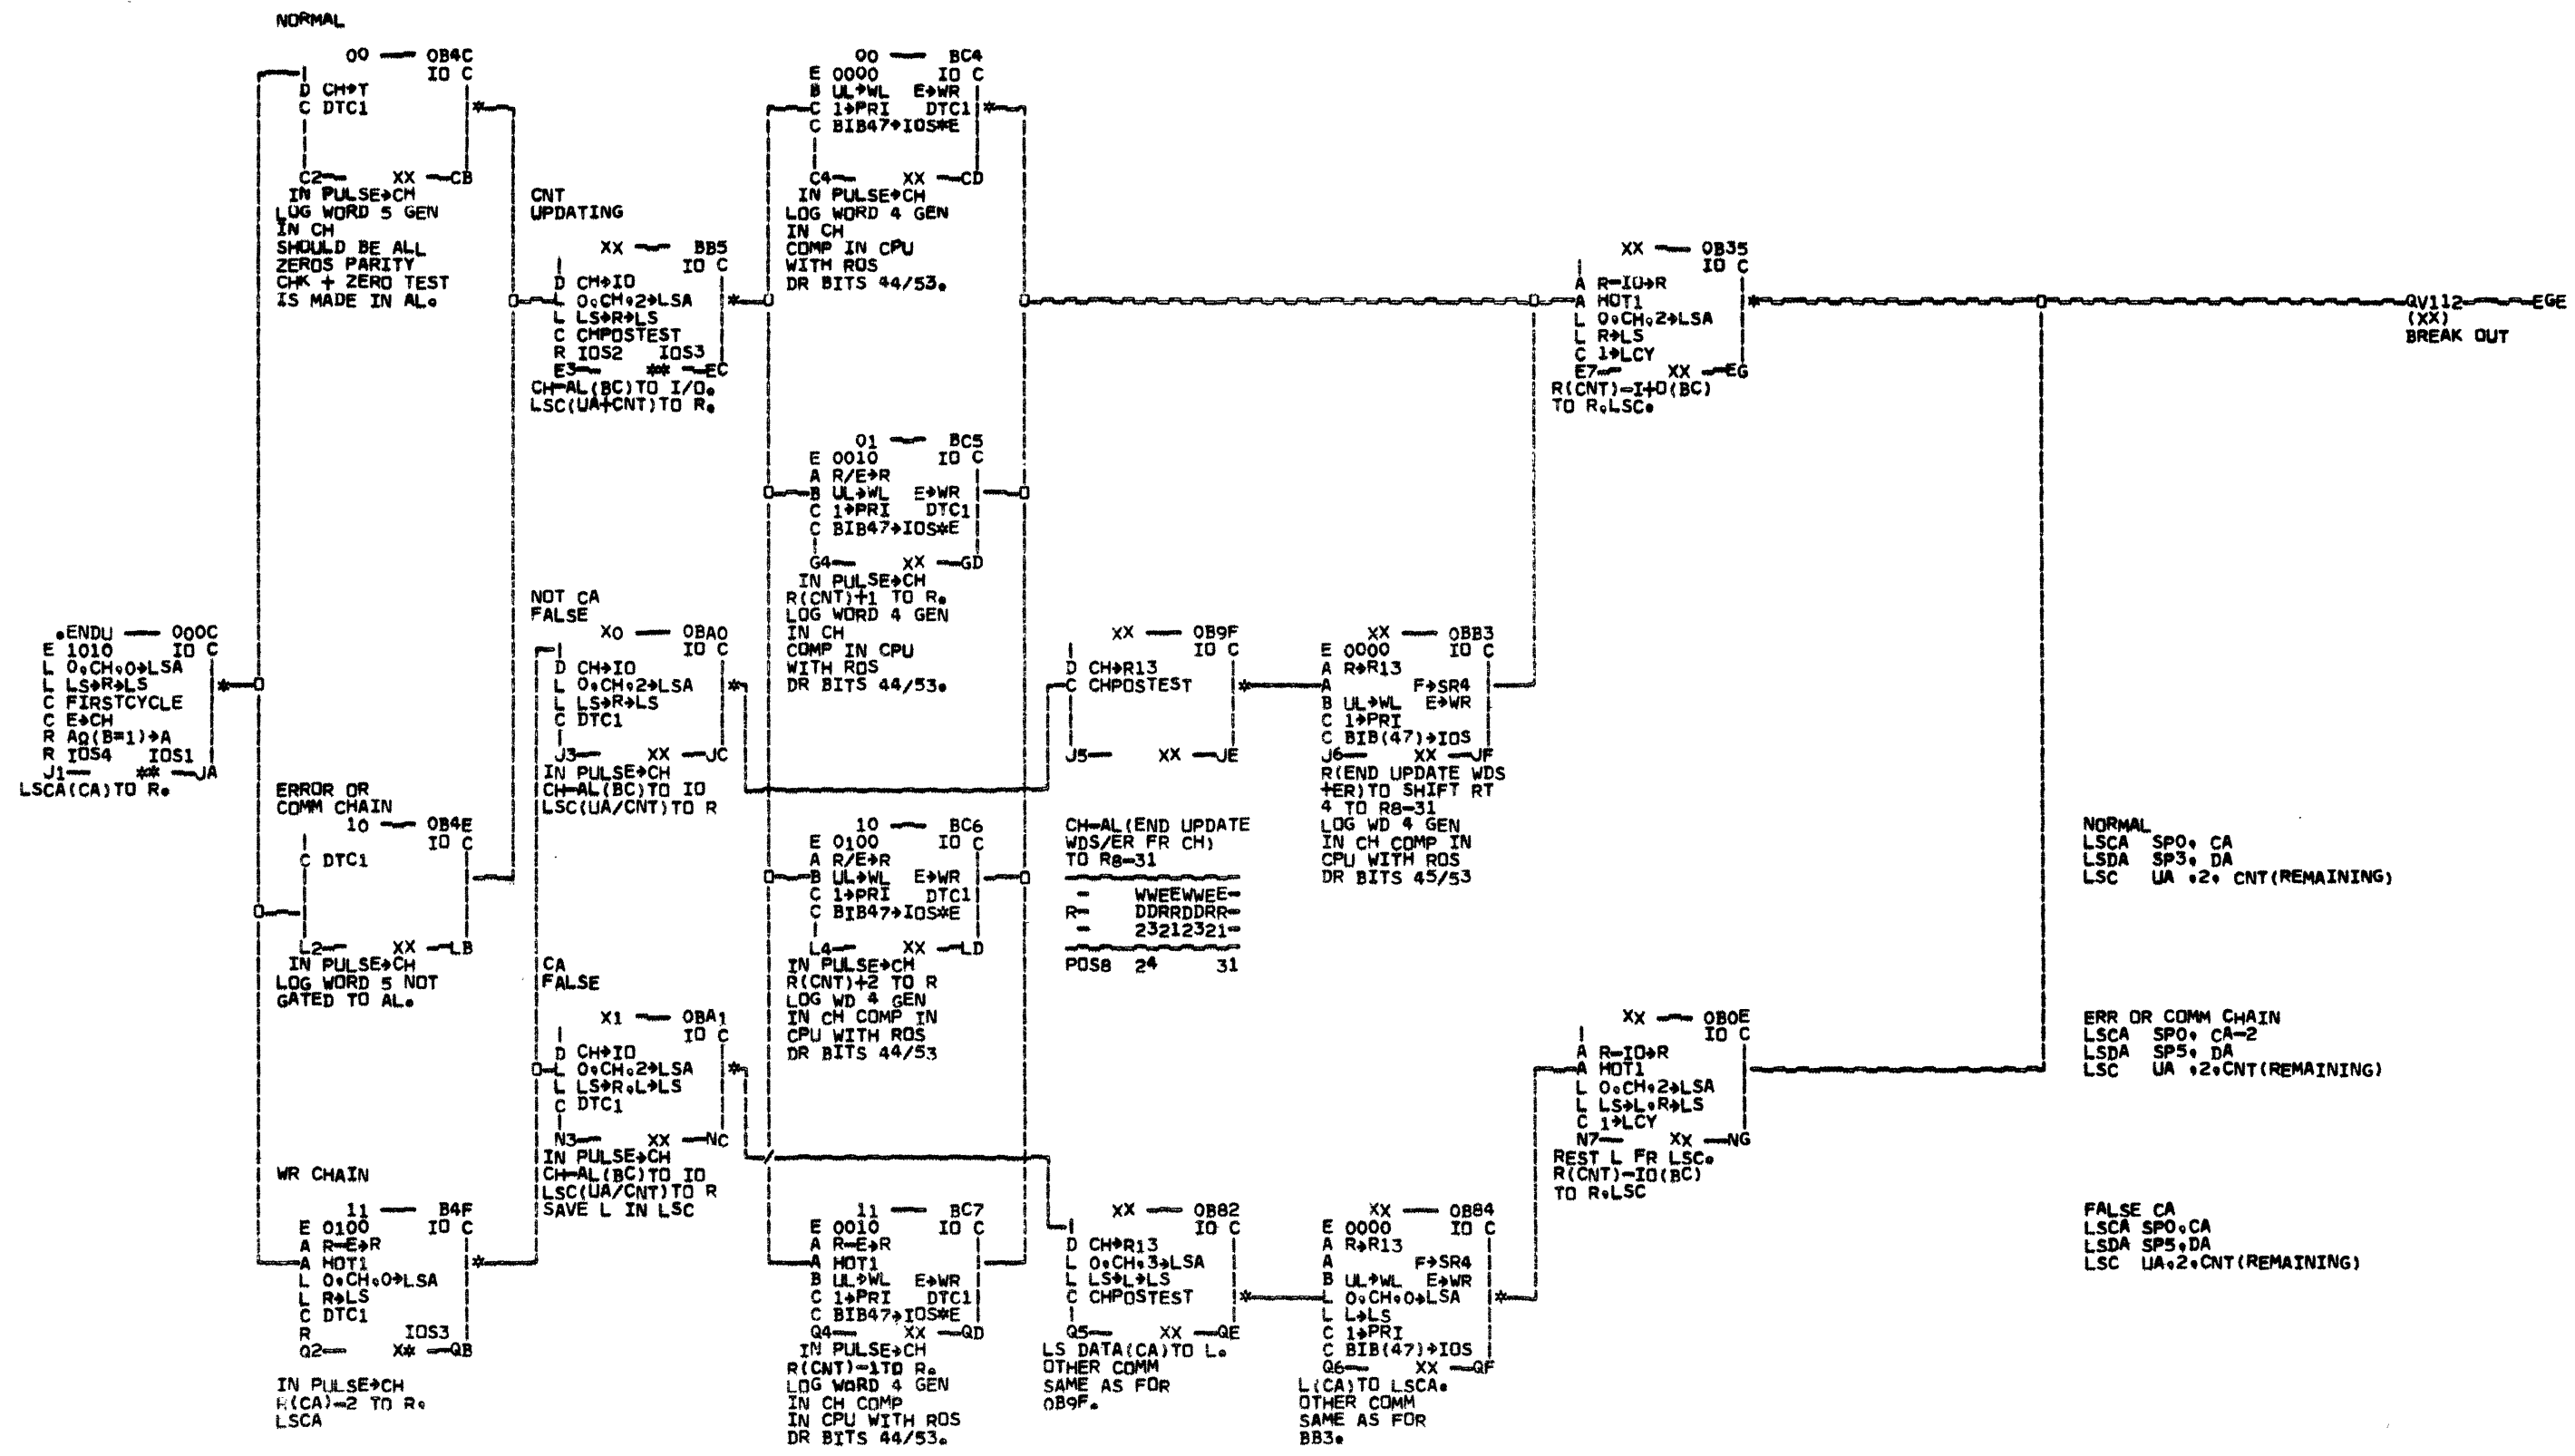 NORMAL
00 — 0B4C
IO C
D CH→T
C DTC1
*
C2— XX —CB
IN PULSE→CH
LOG WORD 5 GEN
IN CH
SHOULD BE ALL
ZEROS PARITY
CHK + ZERO TEST
IS MADE IN AL.
.ENDU — 000C
E 1010 IO C
L 0.CH.0→LSA
L LS→R→LS
C FIRSTCYCLE
C E→CH
R A0(B=1)→A
R IOS4 IOS1
J1— ** —JA
LSCA(CA)TO R.
*
ERROR OR
COMM CHAIN
10 — 0B4E
IO C
C DTC1
L2— XX —LB
IN PULSE→CH
LOG WORD 5 NOT
GATED TO AL.
WR CHAIN
11 — B4F
E 0100 IO C
A R-E→R
A HOT1 *
L 0.CH.0→LSA
L R→LS
C DTC1
R IOS3
Q2— X* —QB
IN PULSE→CH
R(CA)-2 TO R.
LSCA
CNT
UPDATING
XX — BB5
IO C
D CH→IO
L 0.CH.2→LSA *
L LS→R→LS
C CHPOSTEST
R IOS2 IOS3
E3— ** —EC
CH-AL(BC)TO I/O.
LSC(UA+CNT)TO R.
NOT CA
FALSE
X0 — 0BA0
IO C
D CH→IO
L 0.CH.2→LSA *
L LS→R→LS
C DTC1
J3— XX —JC
IN PULSE→CH
CH-AL(BC)TO IO
LSC(UA/CNT)TO R
CA
FALSE
X1 — 0BA1
IO C
D CH→IO
L 0.CH.2→LSA *
L LS→R.L→LS
C DTC1
N3— XX —NC
IN PULSE→CH
CH-AL(BC)TO IO
LSC(UA/CNT)TO R
SAVE L IN LSC
00 — BC4
E 0000 IO C
B UL→WL E→WR
C 1→PRI DTC1 *
C BIB47→IOS*E
C4— XX —CD
IN PULSE→CH
LOG WORD 4 GEN
IN CH
COMP IN CPU
WITH ROS
DR BITS 44/53.
01 — BC5
E 0010 IO C
A R/E→R
B UL→WL E→WR
C 1→PRI DTC1
C BIB47→IOS*E
G4— XX —GD
IN PULSE→CH
R(CNT)+1 TO R.
LOG WORD 4 GEN
IN CH
COMP IN CPU
WITH ROS
DR BITS 44/53.
10 — BC6
E 0100 IO C
A R/E→R
B UL→WL E→WR
C 1→PRI DTC1
C BIB47→IOS*E
L4— XX —LD
IN PULSE→CH
R(CNT)+2 TO R
LOG WD 4 GEN
IN CH COMP IN
CPU WITH ROS
DR BITS 44/53
11 — BC7
E 0010 IO C
A R-E→R
A HOT1
B UL→WL E→WR
C 1→PRI DTC1
C BIB47→IOS*E
Q4— XX —QD
IN PULSE→CH
R(CNT)-1TO R.
LOG WORD 4 GEN
IN CH COMP
IN CPU WITH ROS
DR BITS 44/53.
XX — 0B9F
IO C
D CH→R13
C CHPOSTEST *
J5— XX —JE
CH-AL(END UPDATE
WDS/ER FR CH)
TO R8-31
- WWEEWWEE-
R- DDRRDDRR-
- 23212321-
POS8 24 31
XX — 0B82
IO C
D CH→R13
L 0.CH.3→LSA
L LS→L→LS
C CHPOSTEST *
Q5— XX —QE
LS DATA(CA)TO L.
OTHER COMM
SAME AS FOR
0B9F.
XX — 0BB3
E 0000 IO C
A R→R13
A F→SR4
B UL→WL E→WR
C 1→PRI
C BIB(47)→IOS
J6— XX —JF
R(END UPDATE WDS
+ER)TO SHIFT RT
4 TO R8-31
LOG WD 4 GEN
IN CH COMP IN
CPU WITH ROS
DR BITS 45/53
XX — 0B84
E 0000 IO C
A R→R13
A F→SR4
B UL→WL E→WR
L 0.CH.0→LSA *
L L→LS
C 1→PRI
C BIB(47)→IOS
Q6— XX —QF
L(CA)TO LSCA.
OTHER COMM
SAME AS FOR
BB3.
XX — 0B35
IO C
A R-IO→R
A HOT1 *
L 0.CH.2→LSA
L R→LS
C 1→LCY
E7— XX —EG
R(CNT)-I+O(BC)
TO R.LSC.
XX — 0B0E
IO C
A R-IO→R
A HOT1
L 0.CH.2→LSA
L LS→L.R→LS
C 1→LCY
N7— XX —NG
REST L FR LSC.
R(CNT)-IO(BC)
TO R.LSC
QV112 — EGE
(XX)
BREAK OUT
NORMAL
LSCA SP0. CA
LSDA SP3. DA
LSC UA .2. CNT(REMAINING)
ERR OR COMM CHAIN
LSCA SP0. CA-2
LSDA SP5. DA
LSC UA .2.CNT(REMAINING)
FALSE CA
LSCA SP0.CA
LSDA SP5.DA
LSC UA.2.CNT(REMAINING)